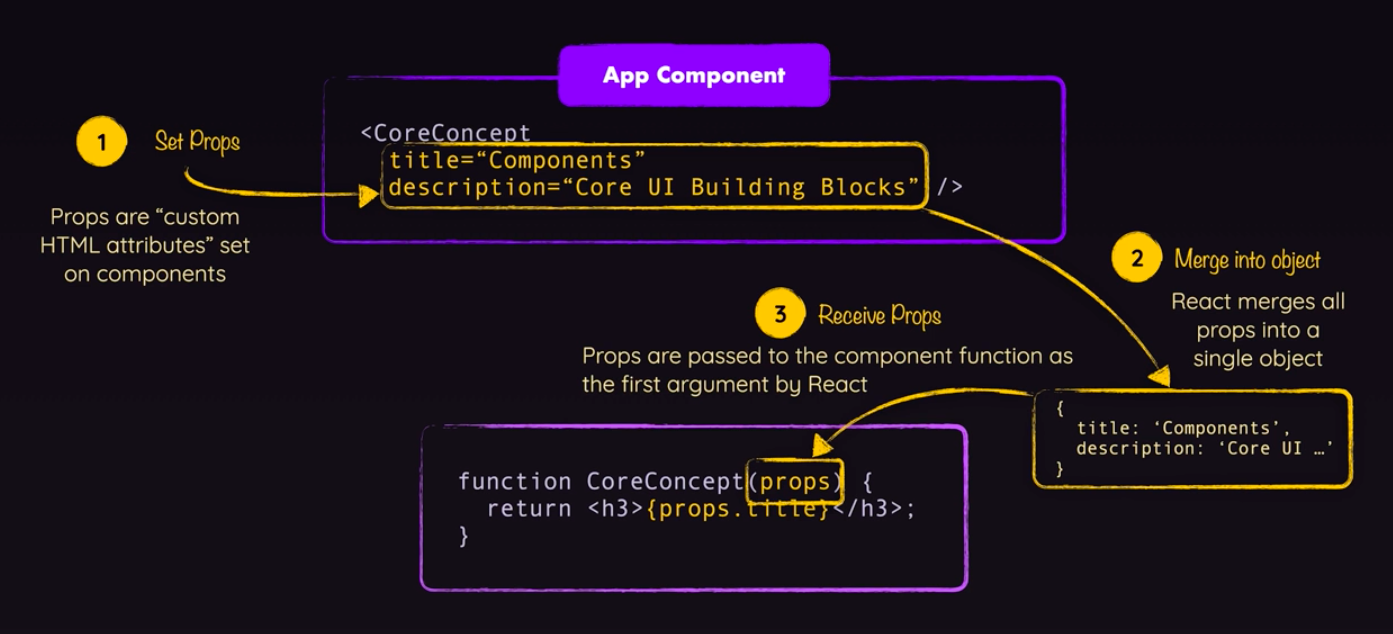 App Component
1 Set Props
Props are “custom
HTML attributes” set
on components
<CoreConcept
title=“Components”
description=“Core UI Building Blocks” />
2 Merge into object
React merges all
props into a
single object
{
title: ‘Components’,
description: ‘Core UI …’
}
3 Receive Props
Props are passed to the component function as
the first argument by React
function CoreConcept(props) {
return <h3>{props.title}</h3>;
}